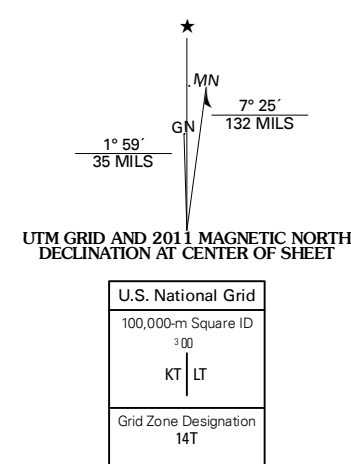 ★
MN
7° 25´
132 MILS
GN
1° 59´
35 MILS
UTM GRID AND 2011 MAGNETIC NORTH
DECLINATION AT CENTER OF SHEET
U.S. National Grid
100,000-m Square ID
³00
KT LT
Grid Zone Designation
14T